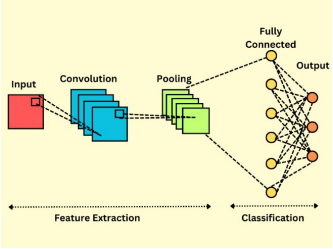 Fully
Connected
Output
Input
Convolution
Pooling
Feature Extraction
Classification